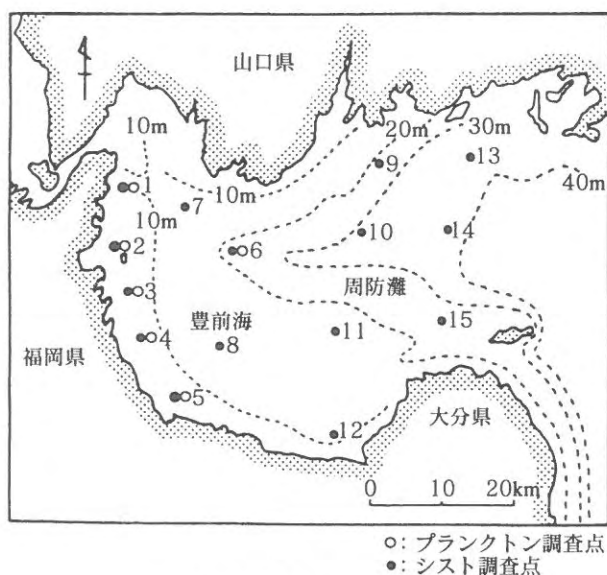 山口県
10m
20m
30m
9
13
40m
1
10m
7
10m
2
6
10
14
3
周防灘
豊前海
4
11
15
福岡県
8
5
12
大分県
0 10 20km
○：プランクトン調査点
●：シスト調査点